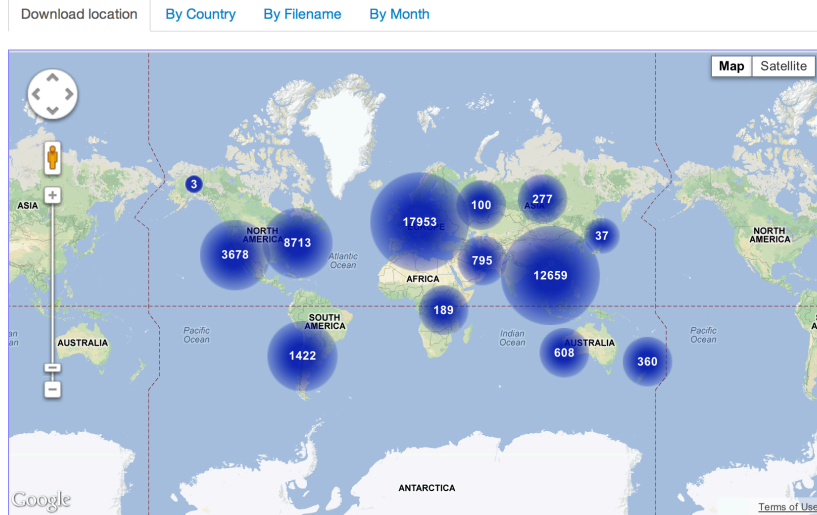 Download location By Country By Filename By Month
Map Satellite
3
100
277
ASIA
17953
37
NORTH
AMERICA
8713
NORTH
AMERICA
3678
Atlantic
Ocean
795
12659
AFRICA
189
SOUTH
AMERICA
Pacific
Ocean
Indian
Ocean
Pacific
Ocean
AUSTRALIA
1422
608
AUSTRALIA
360
ANTARCTICA
Google
Terms of Use